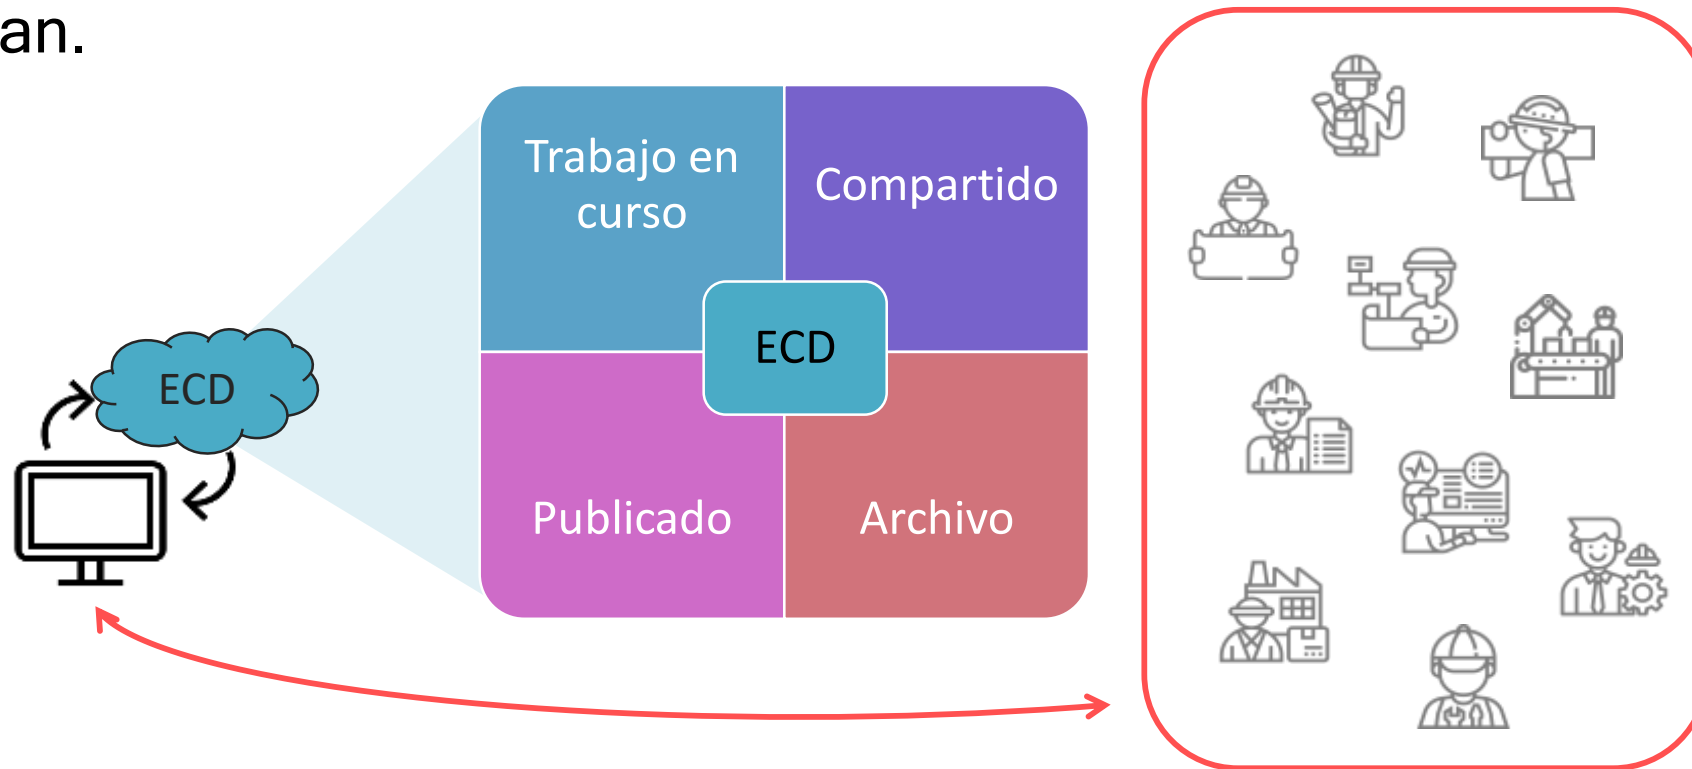 an.
Trabajo en
curso
Compartido
ECD
ECD
Publicado
Archivo